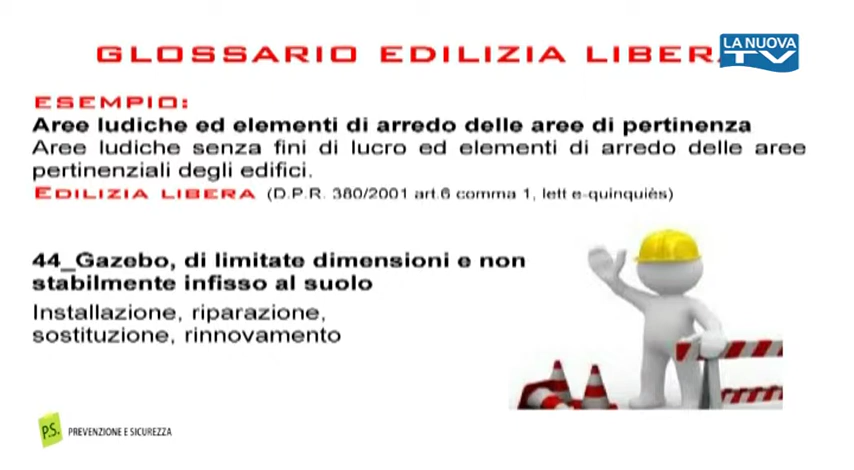 LA NUOVA
TV
GLOSSARIO EDILIZIA LIBERA
ESEMPIO:
Aree ludiche ed elementi di arredo delle aree di pertinenza
Aree ludiche senza fini di lucro ed elementi di arredo delle aree
pertinenziali degli edifici.
EDILIZIA LIBERA (D.P.R. 380/2001 art.6 comma 1, lett e-quinquiès)
44_Gazebo, di limitate dimensioni e non
stabilmente infisso al suolo
Installazione, riparazione,
sostituzione, rinnovamento
P.S. PREVENZIONE E SICUREZZA